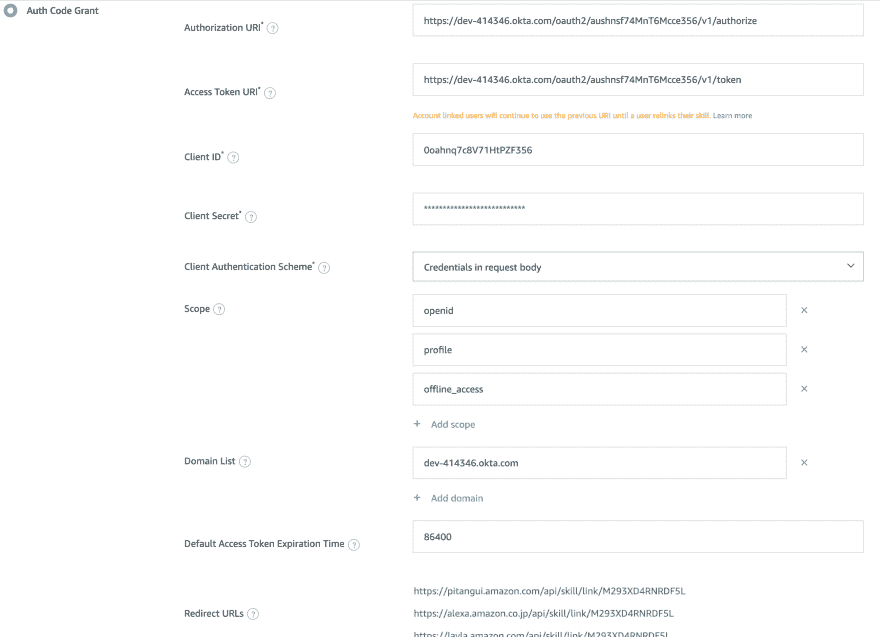 Auth Code Grant
Authorization URI* ?
https://dev-414346.okta.com/oauth2/aushnsf74MnT6Mcce356/v1/authorize
Access Token URI* ?
https://dev-414346.okta.com/oauth2/aushnsf74MnT6Mcce356/v1/token
Account linked users will continue to use the previous URI until a user relinks their skill. Learn more
Client ID* ?
0oahnq7c8V71HtPZF356
Client Secret* ?
***************************
Client Authentication Scheme* ?
Credentials in request body
Scope ?
openid ×
profile ×
offline_access ×
+ Add scope
Domain List ?
dev-414346.okta.com ×
+ Add domain
Default Access Token Expiration Time ?
86400
https://pitangui.amazon.com/api/skill/link/M293XD4RNRDF5L
Redirect URLs ?
https://alexa.amazon.co.jp/api/skill/link/M293XD4RNRDF5L
https://layla.amazon.com/api/skill/link/M293XD4RNRDF5L